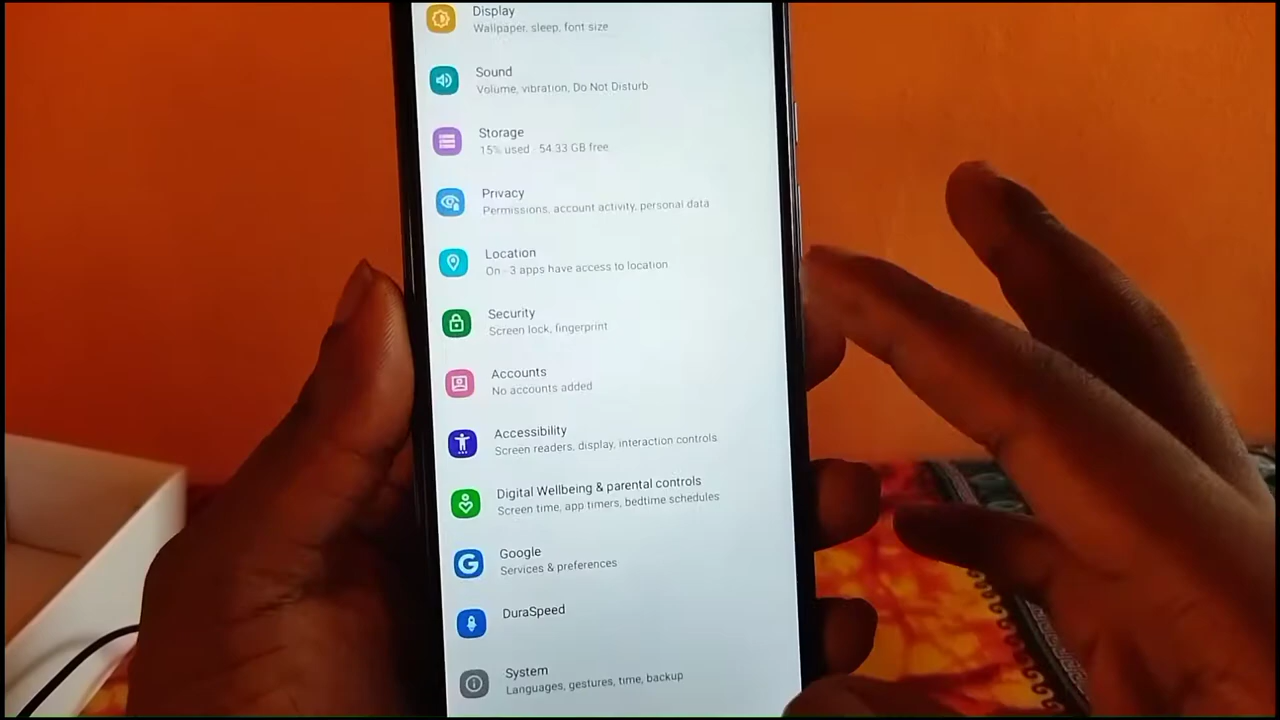 Display
Wallpaper, sleep, font size
Sound
Volume, vibration, Do Not Disturb
Storage
15% used - 54.33 GB free
Privacy
Permissions, account activity, personal data
Location
On - 3 apps have access to location
Security
Screen lock, fingerprint
Accounts
No accounts added
Accessibility
Screen readers, display, interaction controls
Digital Wellbeing & parental controls
Screen time, app timers, bedtime schedules
Google
Services & preferences
DuraSpeed
System
Languages, gestures, time, backup